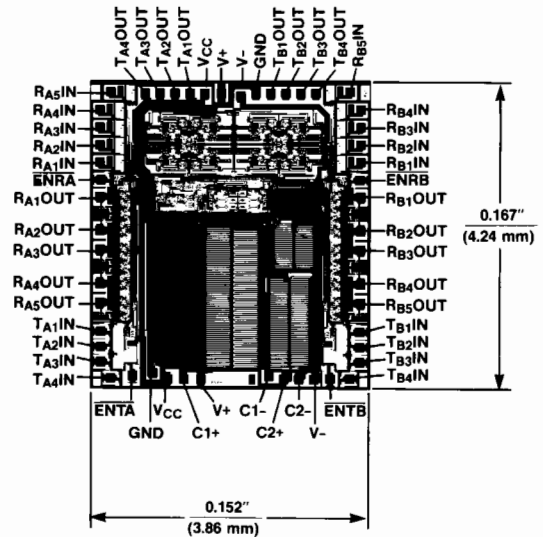 TA4OUT
TA3OUT
TA2OUT
TA1OUT
VCC
V+
V-
GND
TB1OUT
TB2OUT
TB3OUT
TB4OUT
RB5IN
RA5IN
RA4IN
RA3IN
RA2IN
RA1IN
ENRA
RA1OUT
RA2OUT
RA3OUT
RA4OUT
RA5OUT
TA1IN
TA2IN
TA3IN
TA4IN
RB4IN
RB3IN
RB2IN
RB1IN
ENRB
RB1OUT
RB2OUT
RB3OUT
RB4OUT
RB5OUT
TB1IN
TB2IN
TB3IN
TB4IN
0.167"
(4.24 mm)
ENTA
GND
VCC
C1+
V+
C1-
C2+
C2-
V-
ENTB
0.152"
(3.86 mm)